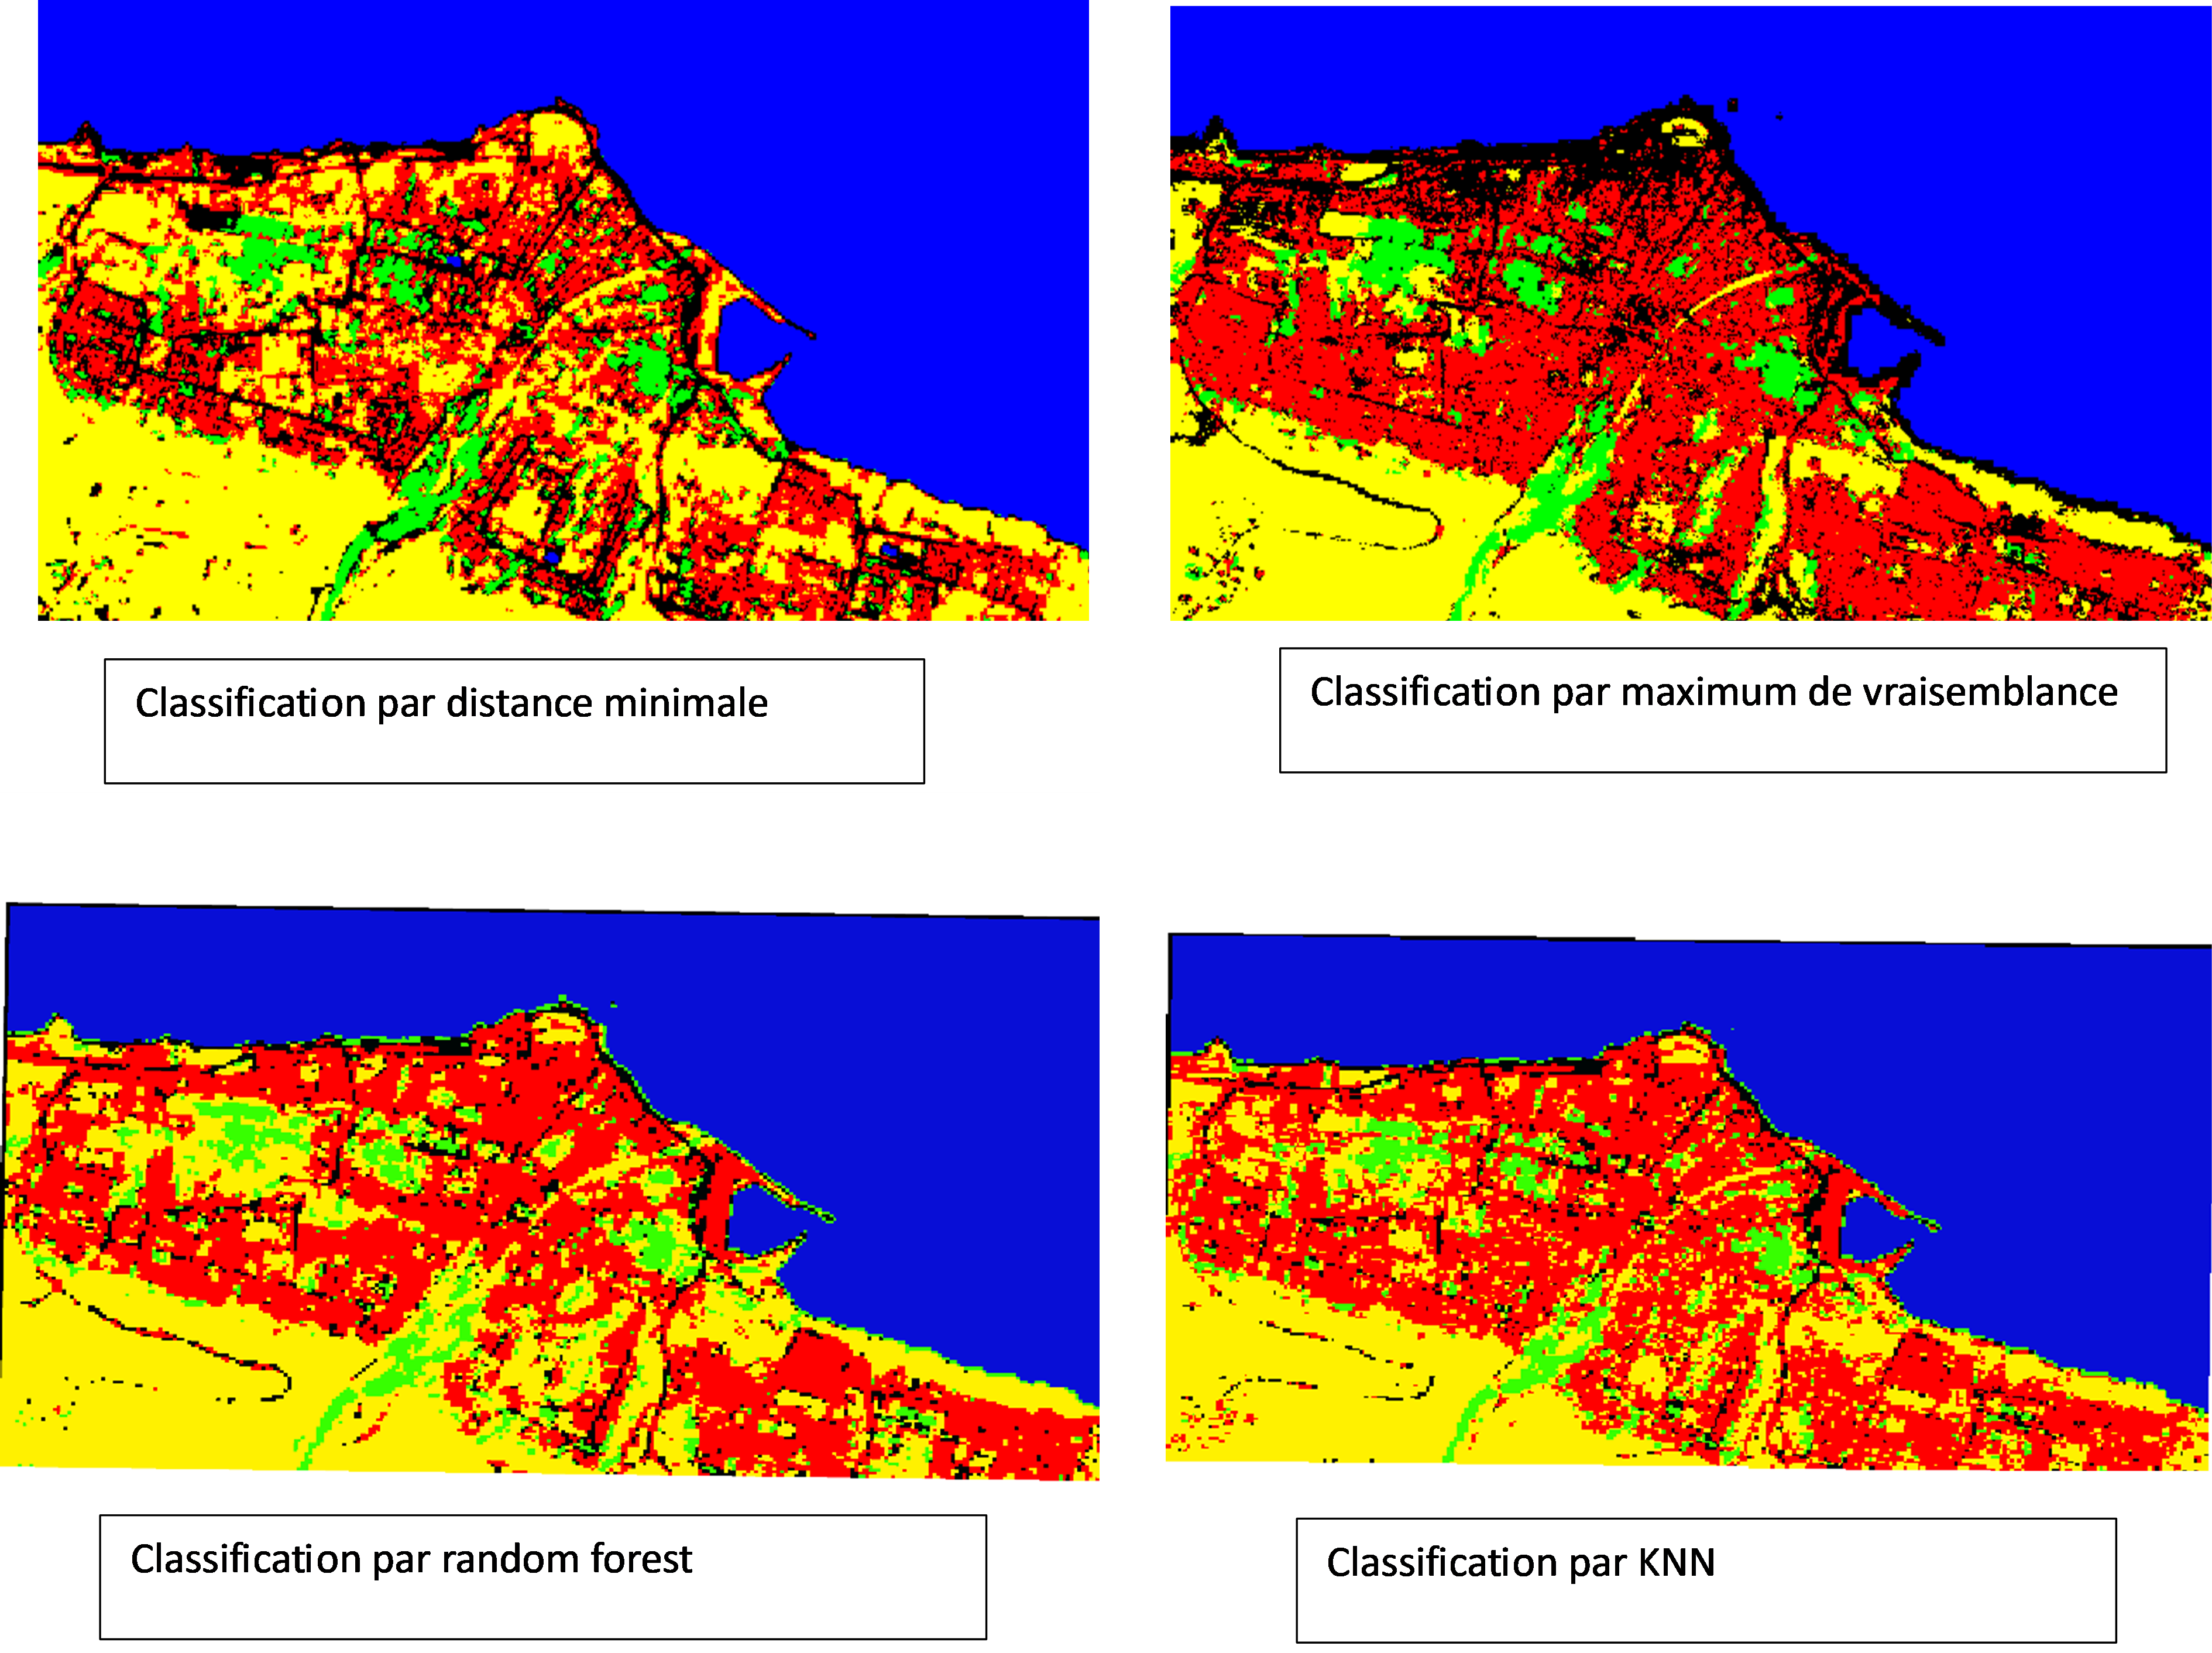 Classification par distance minimale
Classification par maximum de vraisemblance
Classification par random forest
Classification par KNN